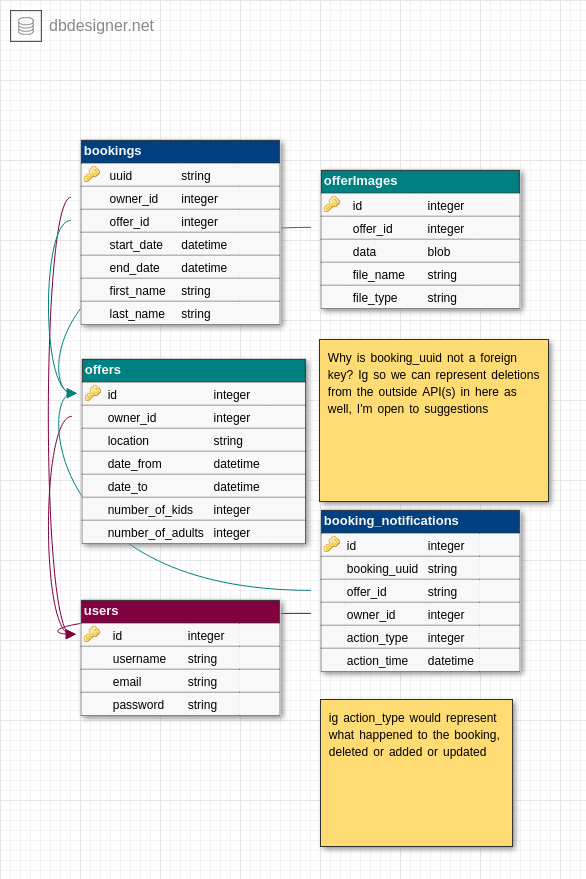 dbdesigner.net
bookings
uuid string
owner_id integer
offer_id integer
start_date datetime
end_date datetime
first_name string
last_name string
offerImages
id integer
offer_id integer
data blob
file_name string
file_type string
offers
id integer
owner_id integer
location string
date_from datetime
date_to datetime
number_of_kids integer
number_of_adults integer
Why is booking_uuid not a foreign
key? Ig so we can represent deletions
from the outside API(s) in here as
well, I'm open to suggestions
booking_notifications
id integer
booking_uuid string
offer_id string
owner_id integer
action_type integer
action_time datetime
users
id integer
username string
email string
password string
ig action_type would represent
what happened to the booking,
deleted or added or updated